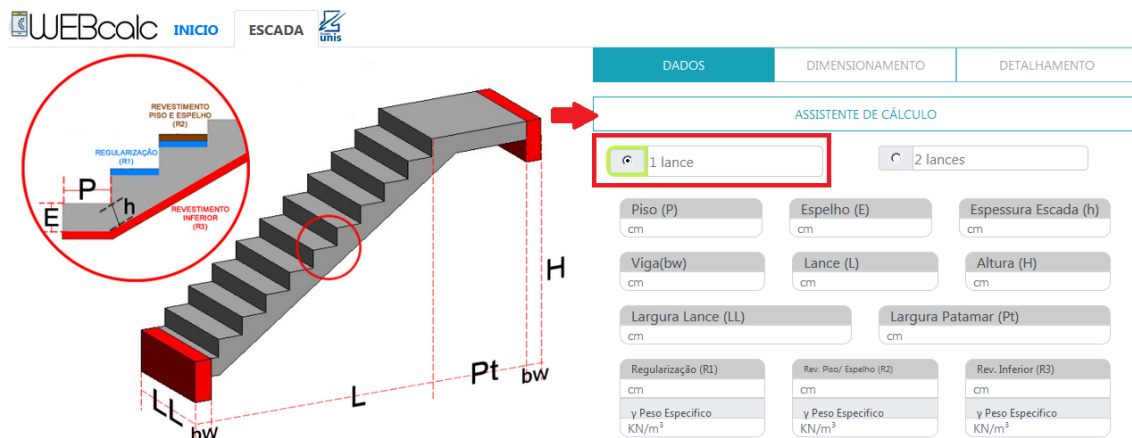 WEBcalc INICIO ESCADA unis
REVESTIMENTO
PISO E ESPELHO
(R2)
REGULARIZAÇÃO
(R1)
P
E
h
REVESTIMENTO
INFERIOR
(R3)
H
Pt
bw
L
LL
bw
DADOS DIMENSIONAMENTO DETALHAMENTO
ASSISTENTE DE CÁLCULO
1 lance 2 lances
Piso (P) Espelho (E) Espessura Escada (h)
cm cm cm
Viga(bw) Lance (L) Altura (H)
cm cm cm
Largura Lance (LL) Largura Patamar (Pt)
cm cm
Regularização (R1) Rev. Piso/ Espelho (R2) Rev. Inferior (R3)
cm cm cm
γ Peso Especifico γ Peso Especifico γ Peso Especifico
KN/m³ KN/m³ KN/m³